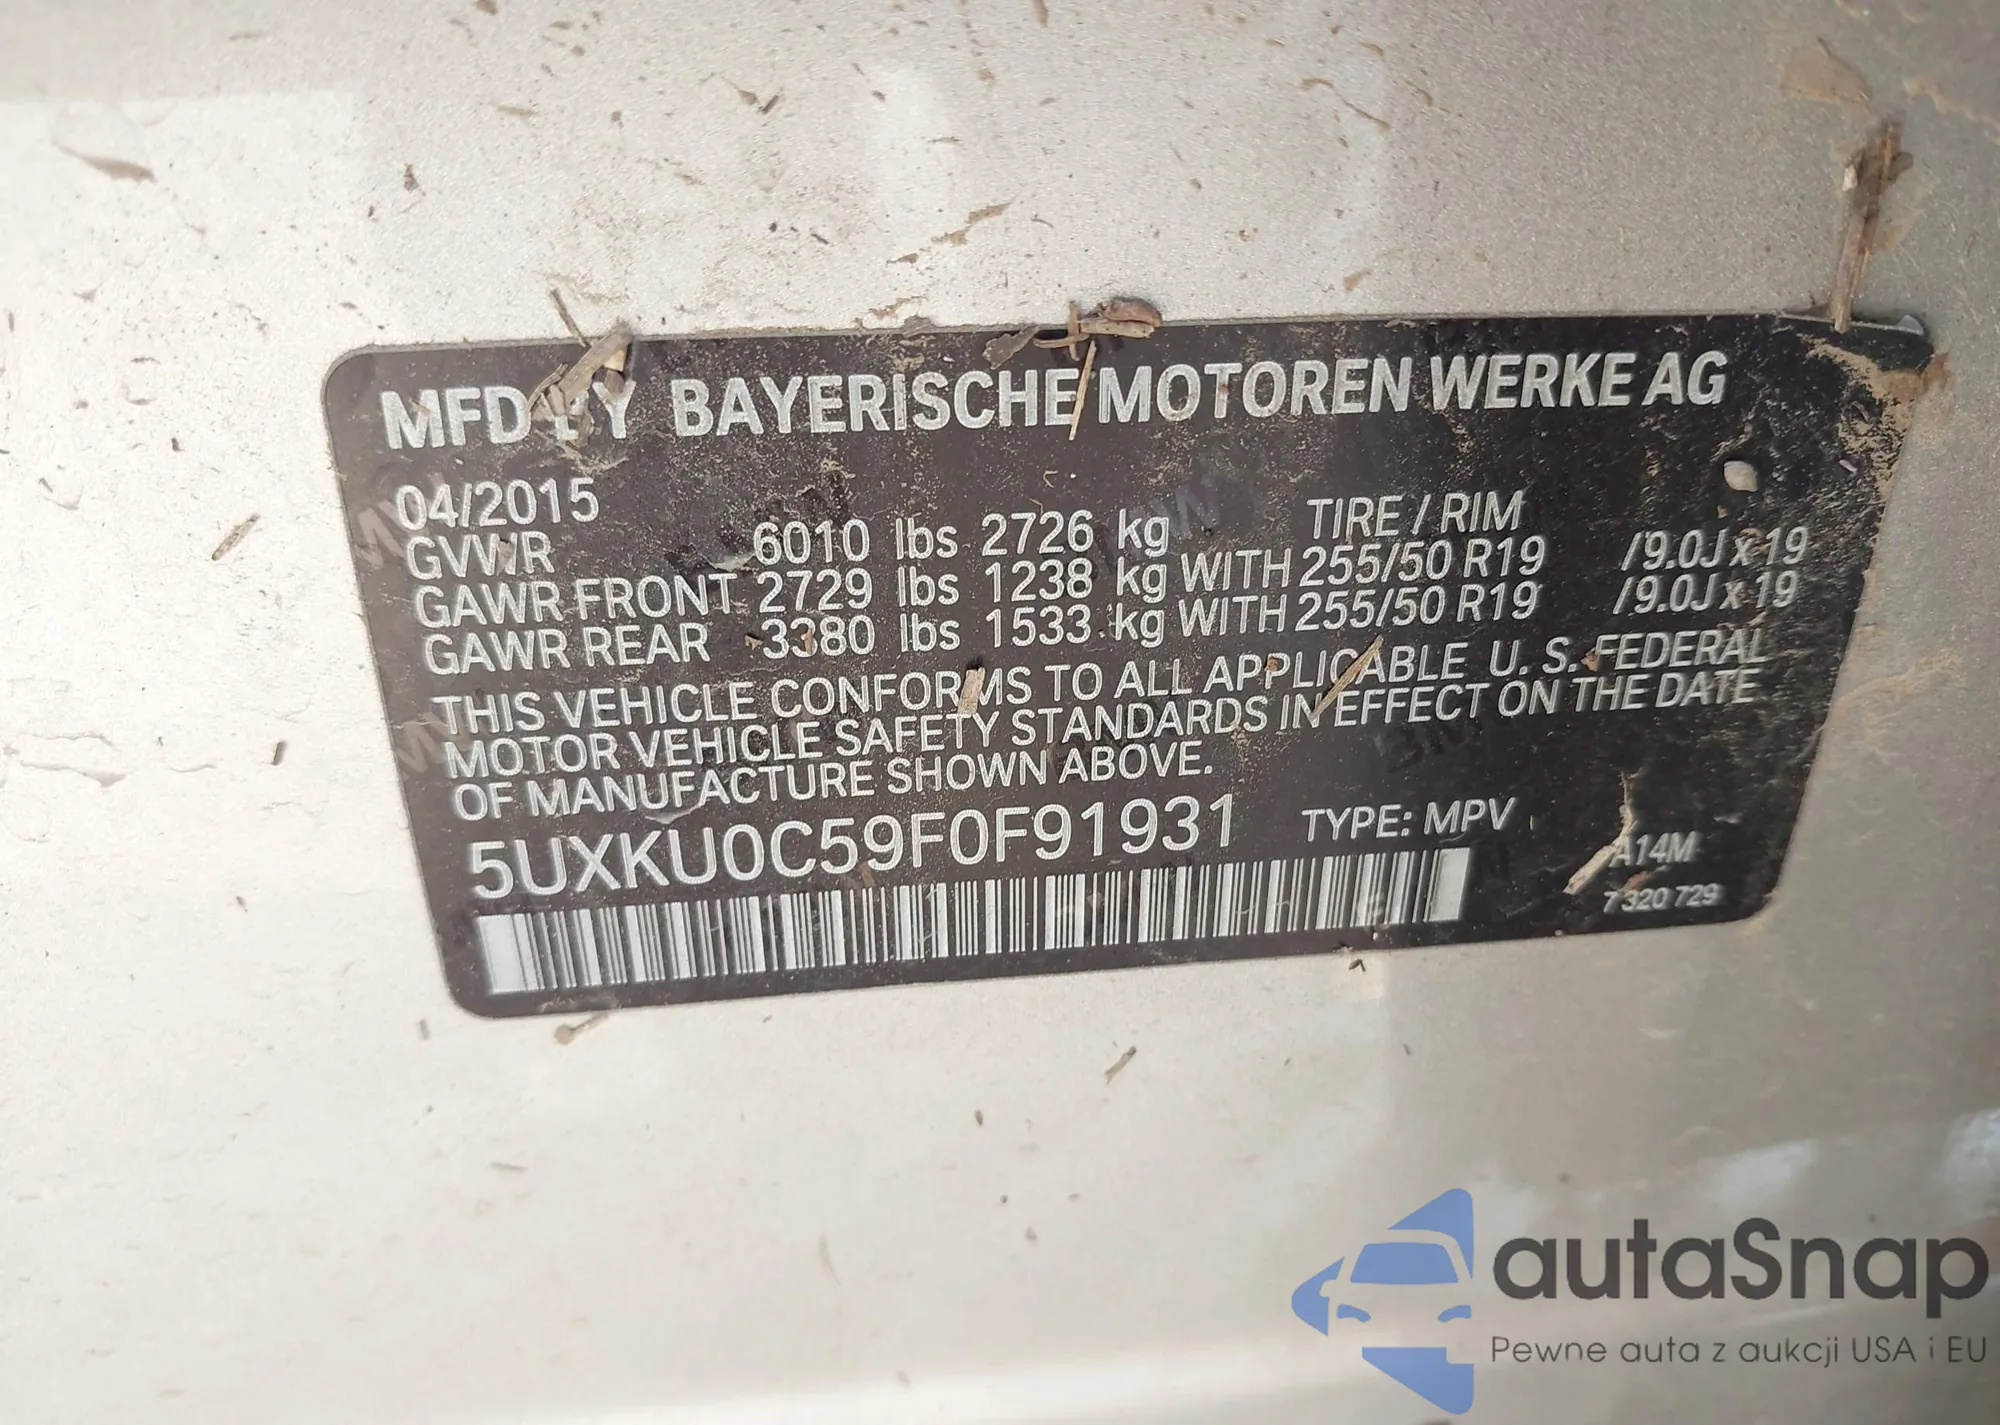 MFD BY BAYERISCHE MOTOREN WERKE AG
04/2015 TIRE / RIM
GVWR 6010 lbs 2726 kg
GAWR FRONT 2729 lbs 1238 kg WITH 255/50 R19 /9.0J x 19
GAWR REAR 3380 lbs 1533 kg WITH 255/50 R19 /9.0J x 19
THIS VEHICLE CONFORMS TO ALL APPLICABLE U. S. FEDERAL
MOTOR VEHICLE SAFETY STANDARDS IN EFFECT ON THE DATE
OF MANUFACTURE SHOWN ABOVE.
5UXKU0C59F0F91931 TYPE: MPV
A14M
7 320 729
autaSnap
Pewne auta z aukcji USA i EU